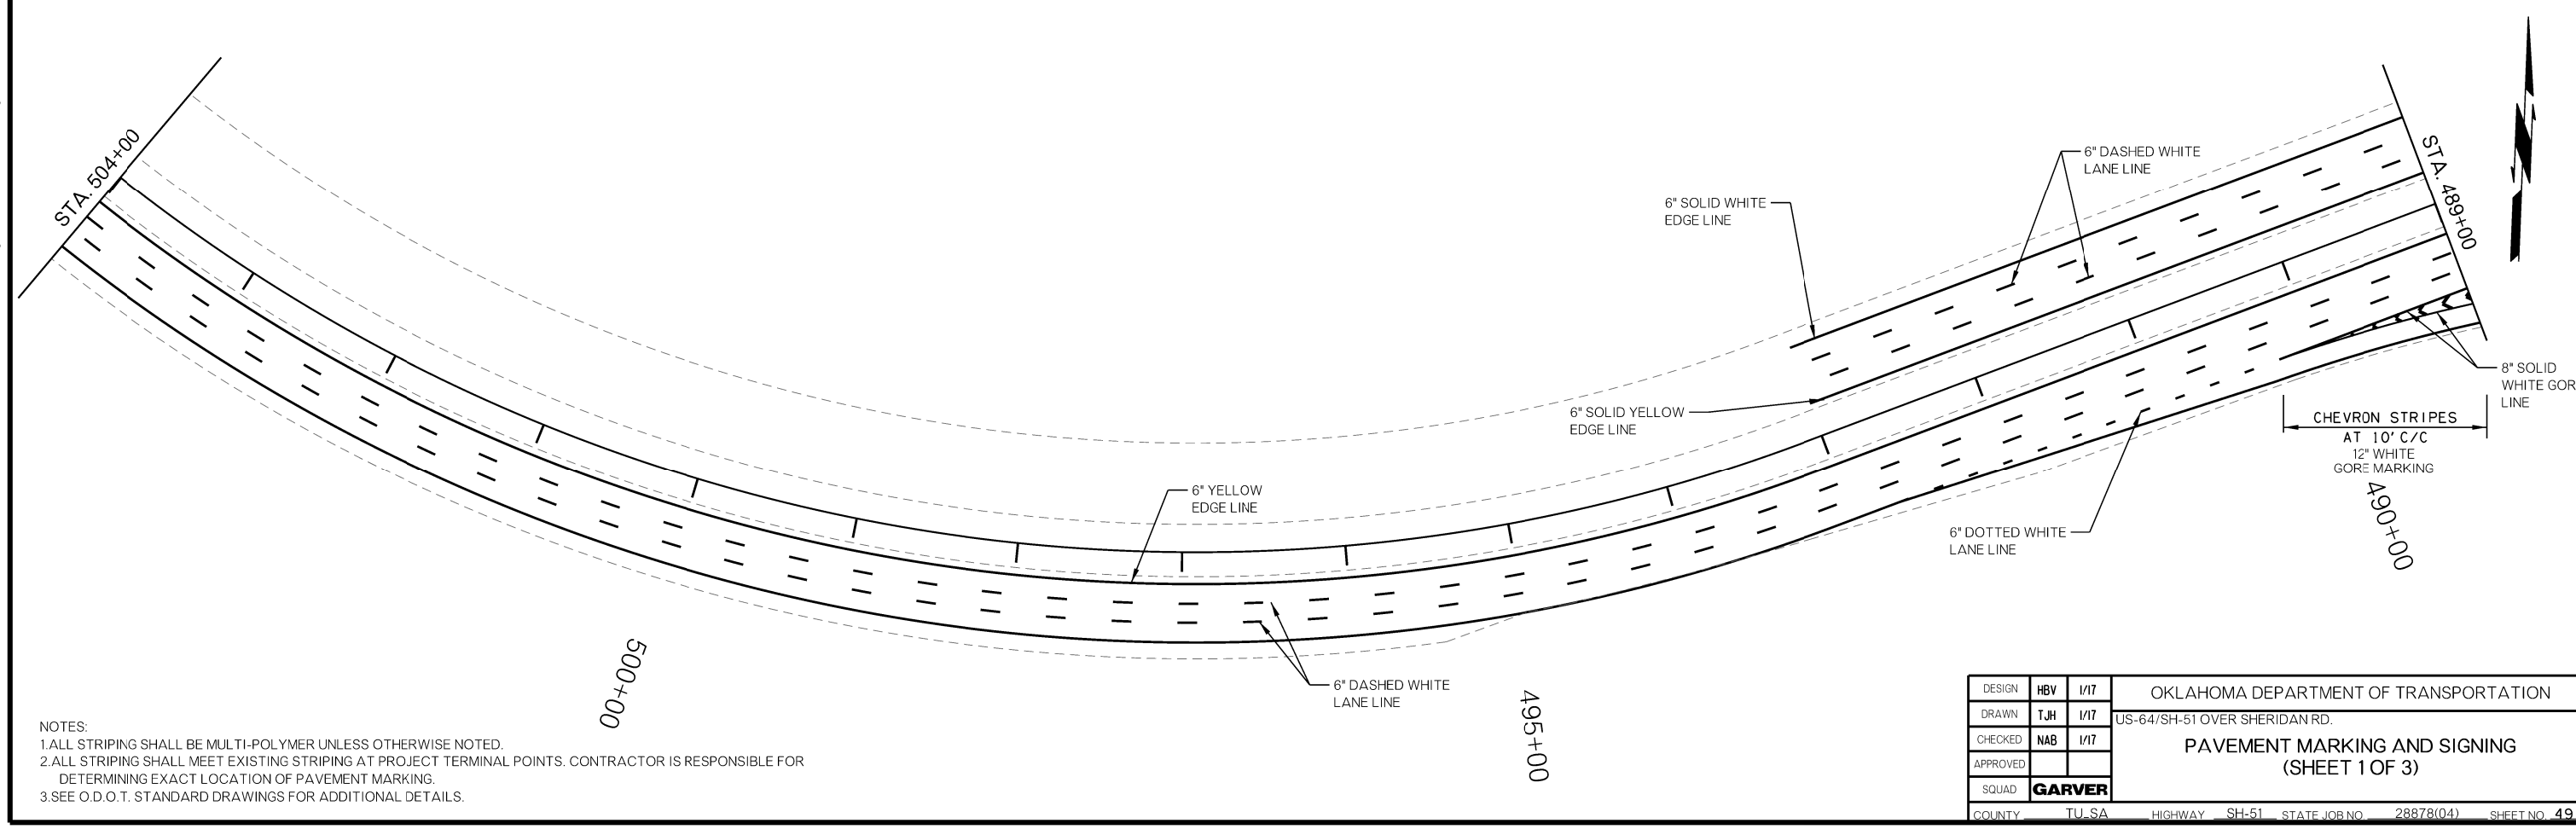 STA. 504+00
STA. 489+00
6" DASHED WHITE
LANE LINE
6" SOLID WHITE
EDGE LINE
6" SOLID YELLOW
EDGE LINE
8" SOLID
WHITE GOR
LINE
CHEVRON STRIPES
AT 10' C/C
12" WHITE
GORE MARKING
490+00
6" YELLOW
EDGE LINE
6" DOTTED WHITE
LANE LINE
6" DASHED WHITE
LANE LINE
500+00
495+00
NOTES:
1.ALL STRIPING SHALL BE MULTI-POLYMER UNLESS OTHERWISE NOTED.
2.ALL STRIPING SHALL MEET EXISTING STRIPING AT PROJECT TERMINAL POINTS. CONTRACTOR IS RESPONSIBLE FOR
DETERMINING EXACT LOCATION OF PAVEMENT MARKING.
3.SEE O.D.O.T. STANDARD DRAWINGS FOR ADDITIONAL DETAILS.
DESIGN HBV 1/17
DRAWN TJH 1/17
CHECKED NAB 1/17
APPROVED
SQUAD GARVER
OKLAHOMA DEPARTMENT OF TRANSPORTATION
US-64/SH-51 OVER SHERIDAN RD.
PAVEMENT MARKING AND SIGNING
(SHEET 1 OF 3)
COUNTY TULSA HIGHWAY SH-51 STATE JOB NO. 28878(04) SHEET NO. 49